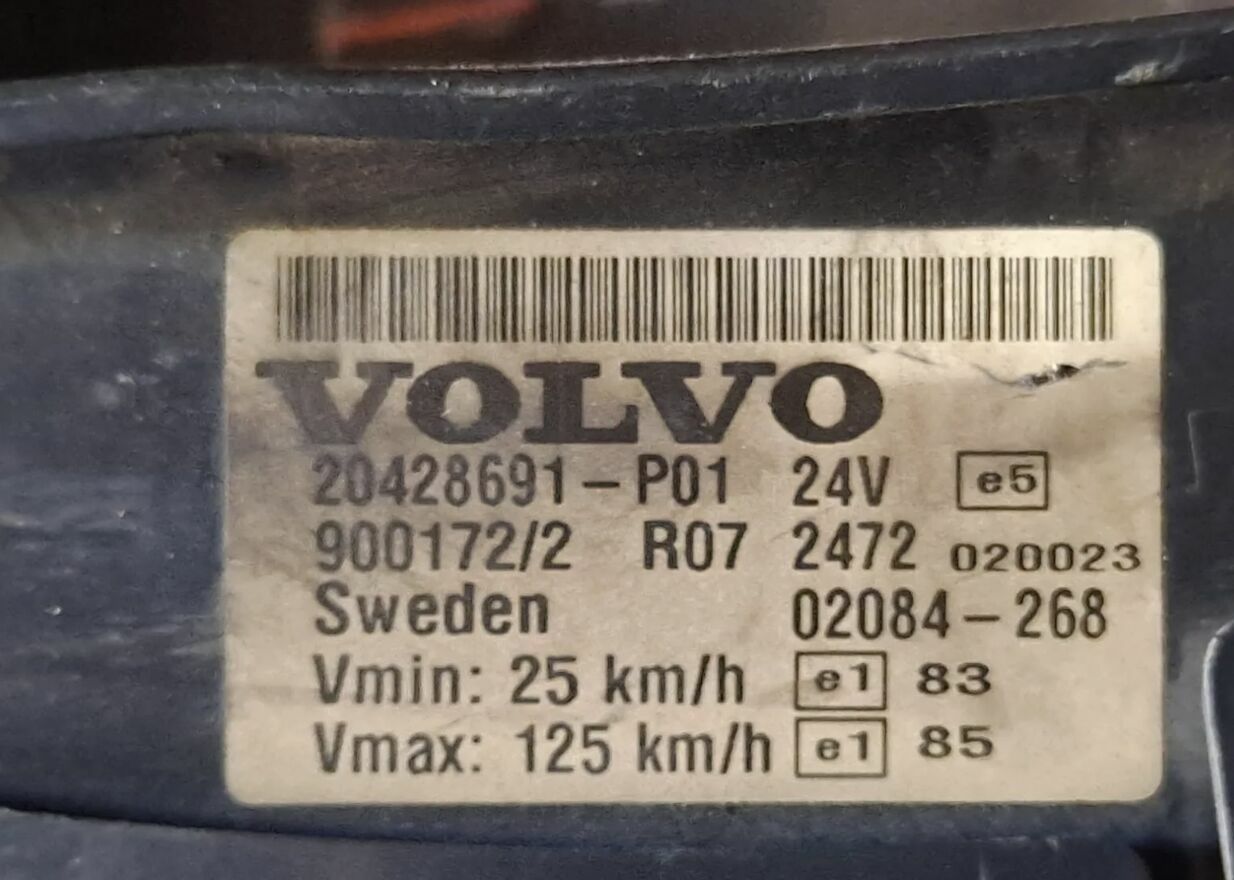 VOLVO
20428691-P01 24V e5
900172/2 R07 2472 020023
Sweden 02084-268
Vmin: 25 km/h e1 83
Vmax: 125 km/h e1 85